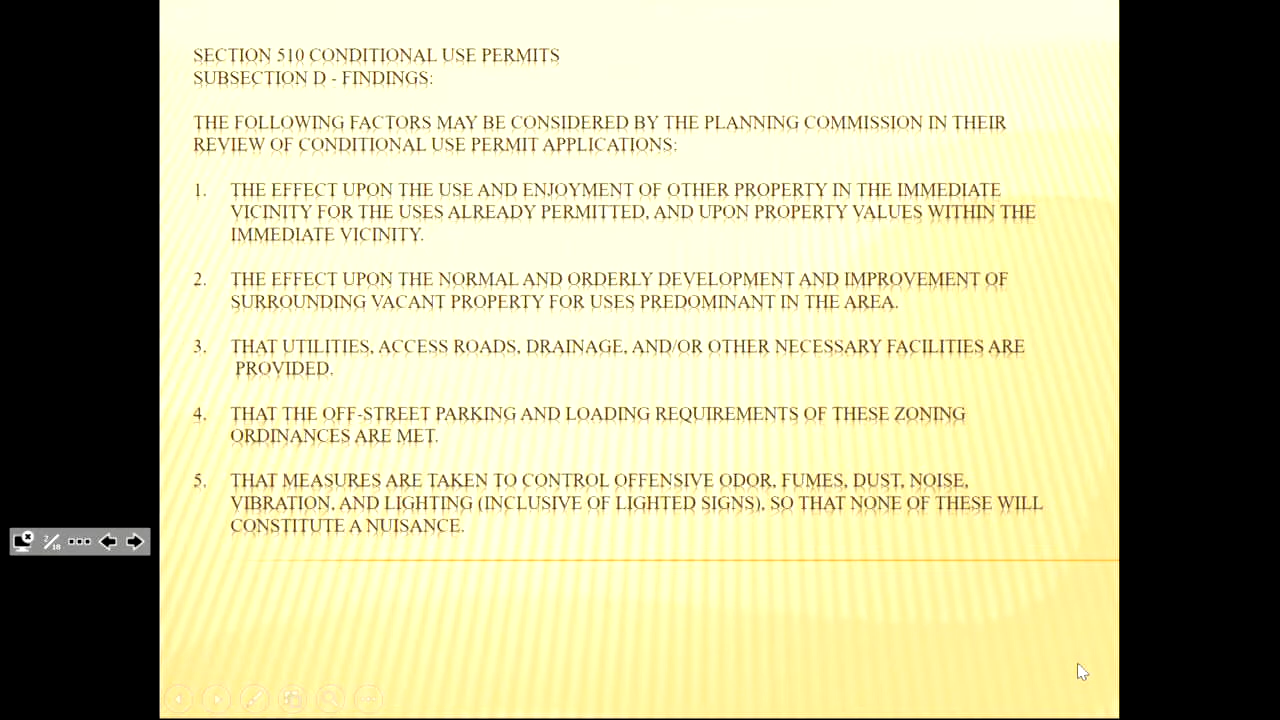 SECTION 510 CONDITIONAL USE PERMITS
SUBSECTION D - FINDINGS:
THE FOLLOWING FACTORS MAY BE CONSIDERED BY THE PLANNING COMMISSION IN THEIR
REVIEW OF CONDITIONAL USE PERMIT APPLICATIONS:
1. THE EFFECT UPON THE USE AND ENJOYMENT OF OTHER PROPERTY IN THE IMMEDIATE
VICINITY FOR THE USES ALREADY PERMITTED, AND UPON PROPERTY VALUES WITHIN THE
IMMEDIATE VICINITY.
2. THE EFFECT UPON THE NORMAL AND ORDERLY DEVELOPMENT AND IMPROVEMENT OF
SURROUNDING VACANT PROPERTY FOR USES PREDOMINANT IN THE AREA.
3. THAT UTILITIES, ACCESS ROADS, DRAINAGE, AND/OR OTHER NECESSARY FACILITIES ARE
PROVIDED.
4. THAT THE OFF-STREET PARKING AND LOADING REQUIREMENTS OF THESE ZONING
ORDINANCES ARE MET.
5. THAT MEASURES ARE TAKEN TO CONTROL OFFENSIVE ODOR, FUMES, DUST, NOISE,
VIBRATION, AND LIGHTING (INCLUSIVE OF LIGHTED SIGNS), SO THAT NONE OF THESE WILL
CONSTITUTE A NUISANCE.
2/18